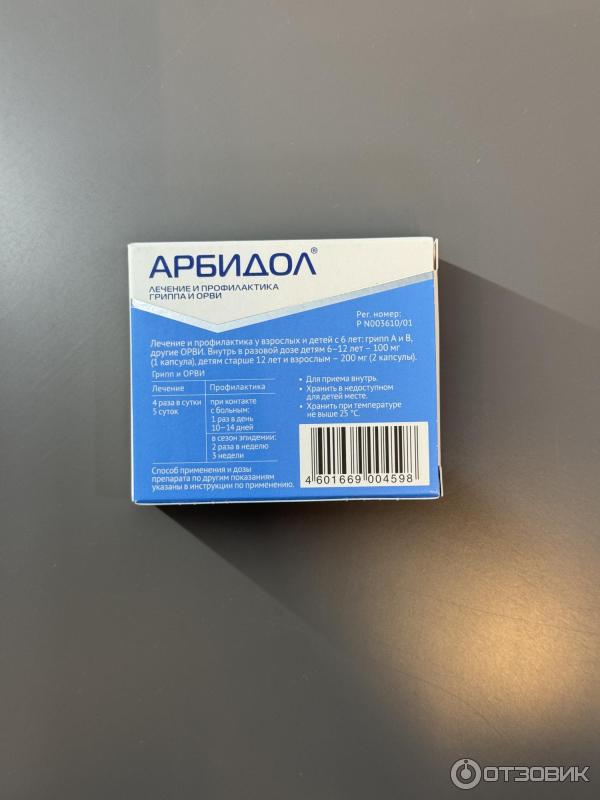 АРБИДОЛ®
ЛЕЧЕНИЕ И ПРОФИЛАКТИКА
ГРИППА И ОРВИ
Рег. номер:
Р N003610/01
Лечение и профилактика у взрослых и детей с 6 лет: грипп А и В,
другие ОРВИ. Внутрь в разовой дозе детям 6–12 лет – 100 мг
(1 капсула), детям старше 12 лет и взрослым – 200 мг (2 капсулы).
Грипп и ОРВИ
Лечение Профилактика
4 раза в сутки
5 суток
при контакте
с больным:
1 раз в день
10–14 дней
в сезон эпидемии:
2 раза в неделю
3 недели
• Для приема внутрь.
• Хранить в недоступном
для детей месте.
• Хранить при температуре
не выше 25 °С.
Способ применения и дозы
препарата по другим показаниям
указаны в инструкции по применению.
4 601669 004598
ОТЗОВИК